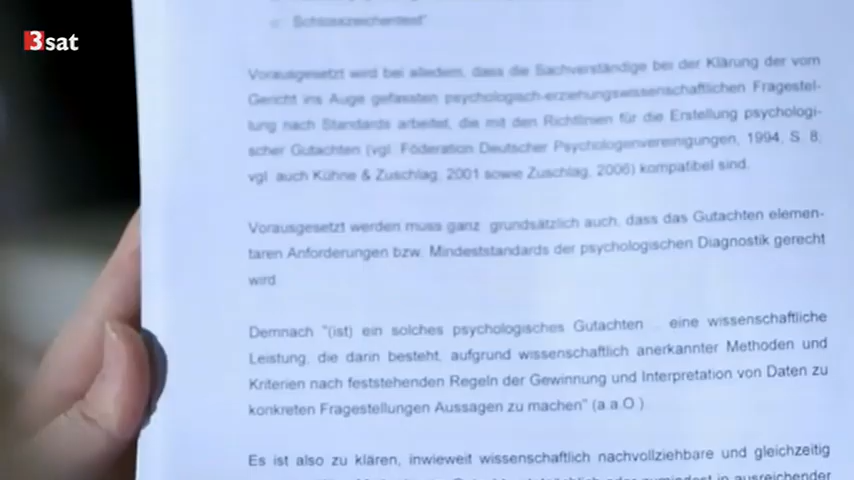 3sat
Schlusszeichentest"
Vorausgesetzt wird bei alledem, dass die Sachverständige bei der Klärung der vom
Gericht ins Auge gefassten psychologisch-erziehungswissenschaftlichen Fragestel-
lung nach Standards arbeitet, die mit den Richtlinien für die Erstellung psychologi-
scher Gutachten (vgl. Föderation Deutscher Psychologenvereinigungen, 1994, S. 8,
vgl. auch Kühne & Zuschlag, 2001 sowie Zuschlag, 2006) kompatibel sind.
Vorausgesetzt werden muss ganz grundsätzlich auch, dass das Gutachten elemen-
taren Anforderungen bzw. Mindeststandards der psychologischen Diagnostik gerecht
wird
Demnach "(ist) ein solches psychologisches Gutachten .. eine wissenschaftliche
Leistung, die darin besteht, aufgrund wissenschaftlich anerkannter Methoden und
Kriterien nach feststehenden Regeln der Gewinnung und Interpretation von Daten zu
konkreten Fragestellungen Aussagen zu machen" (a.a.O.)
Es ist also zu klären, inwieweit wissenschaftlich nachvollziehbare und gleichzeitig
oder zumindest in ausreichender